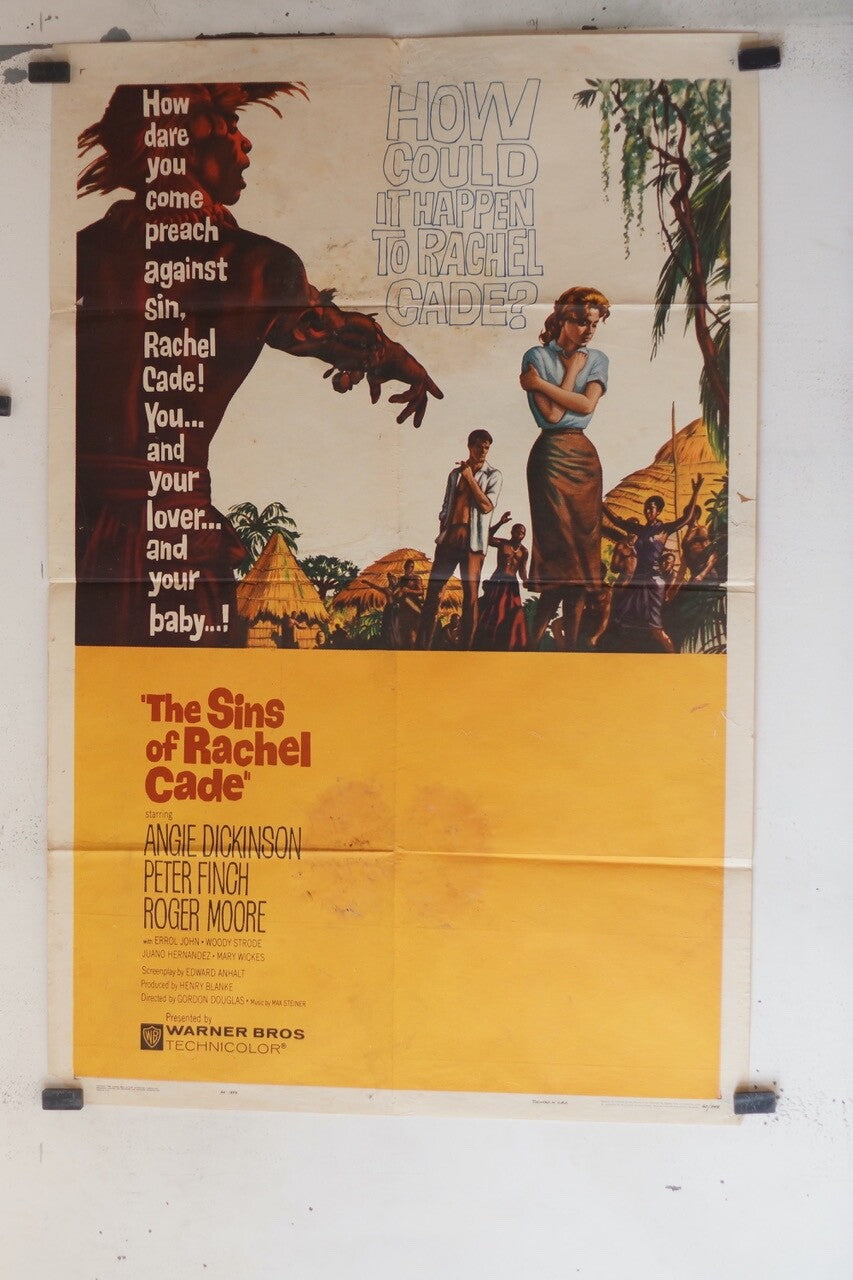 How
dare
you
come
preach
against
sin,
Rachel
Cade!
You...
and
your
lover...
and
your
baby...!
HOW
COULD
IT HAPPEN
TO RACHEL
CADE?
"The Sins
of Rachel
Cade"
starring
ANGIE DICKINSON
PETER FINCH
ROGER MOORE
with ERROL JOHN • WOODY STRODE
JUANO HERNANDEZ • MARY WICKES
Screenplay by EDWARD ANHALT
Produced by HENRY BLANKE
Directed by GORDON DOUGLAS • Music by MAX STEINER
Presented by
WB WARNER BROS
TECHNICOLOR®